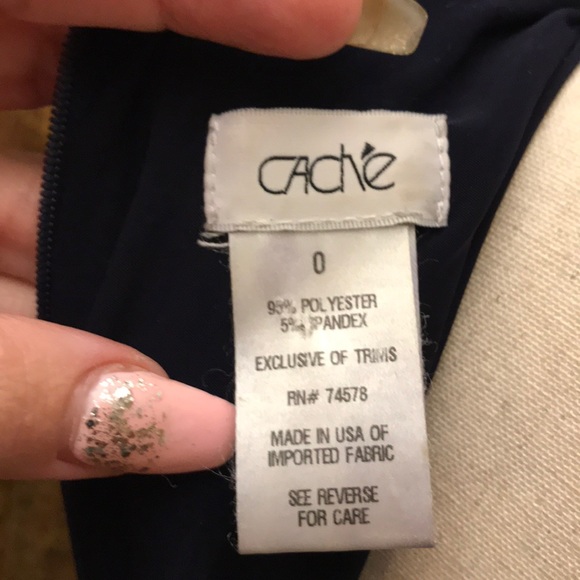 CAché
0
95% POLYESTER
5% SPANDEX
EXCLUSIVE OF TRIMS
RN# 74578
MADE IN USA OF
IMPORTED FABRIC
SEE REVERSE
FOR CARE